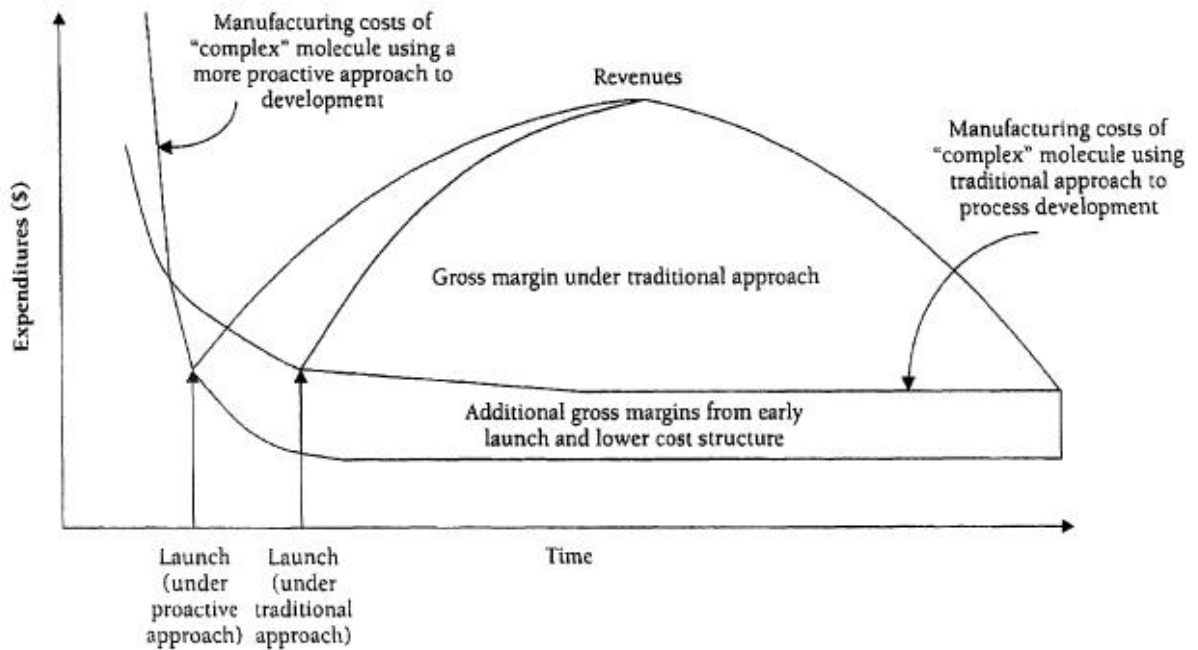 Manufacturing costs of
“complex” molecule using a
more proactive approach to
development
Revenues
Manufacturing costs of
“complex” molecule using
traditional approach to
process development
Expenditures ($)
Gross margin under traditional approach
Additional gross margins from early
launch and lower cost structure
Launch
(under
proactive
approach)
Launch
(under
traditional
approach)
Time